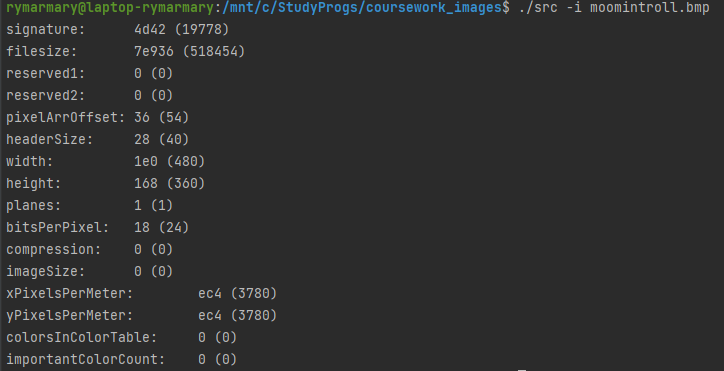 rymarmary@laptop-rymarmary:/mnt/c/StudyProgs/coursework_images$ ./src -i moomintroll.bmp
signature:      4d42 (19778)
filesize:       7e936 (518454)
reserved1:      0 (0)
reserved2:      0 (0)
pixelArrOffset: 36 (54)
headerSize:     28 (40)
width:          1e0 (480)
height:         168 (360)
planes:         1 (1)
bitsPerPixel:   18 (24)
compression:    0 (0)
imageSize:      0 (0)
xPixelsPerMeter:        ec4 (3780)
yPixelsPerMeter:        ec4 (3780)
colorsInColorTable:     0 (0)
importantColorCount:    0 (0)